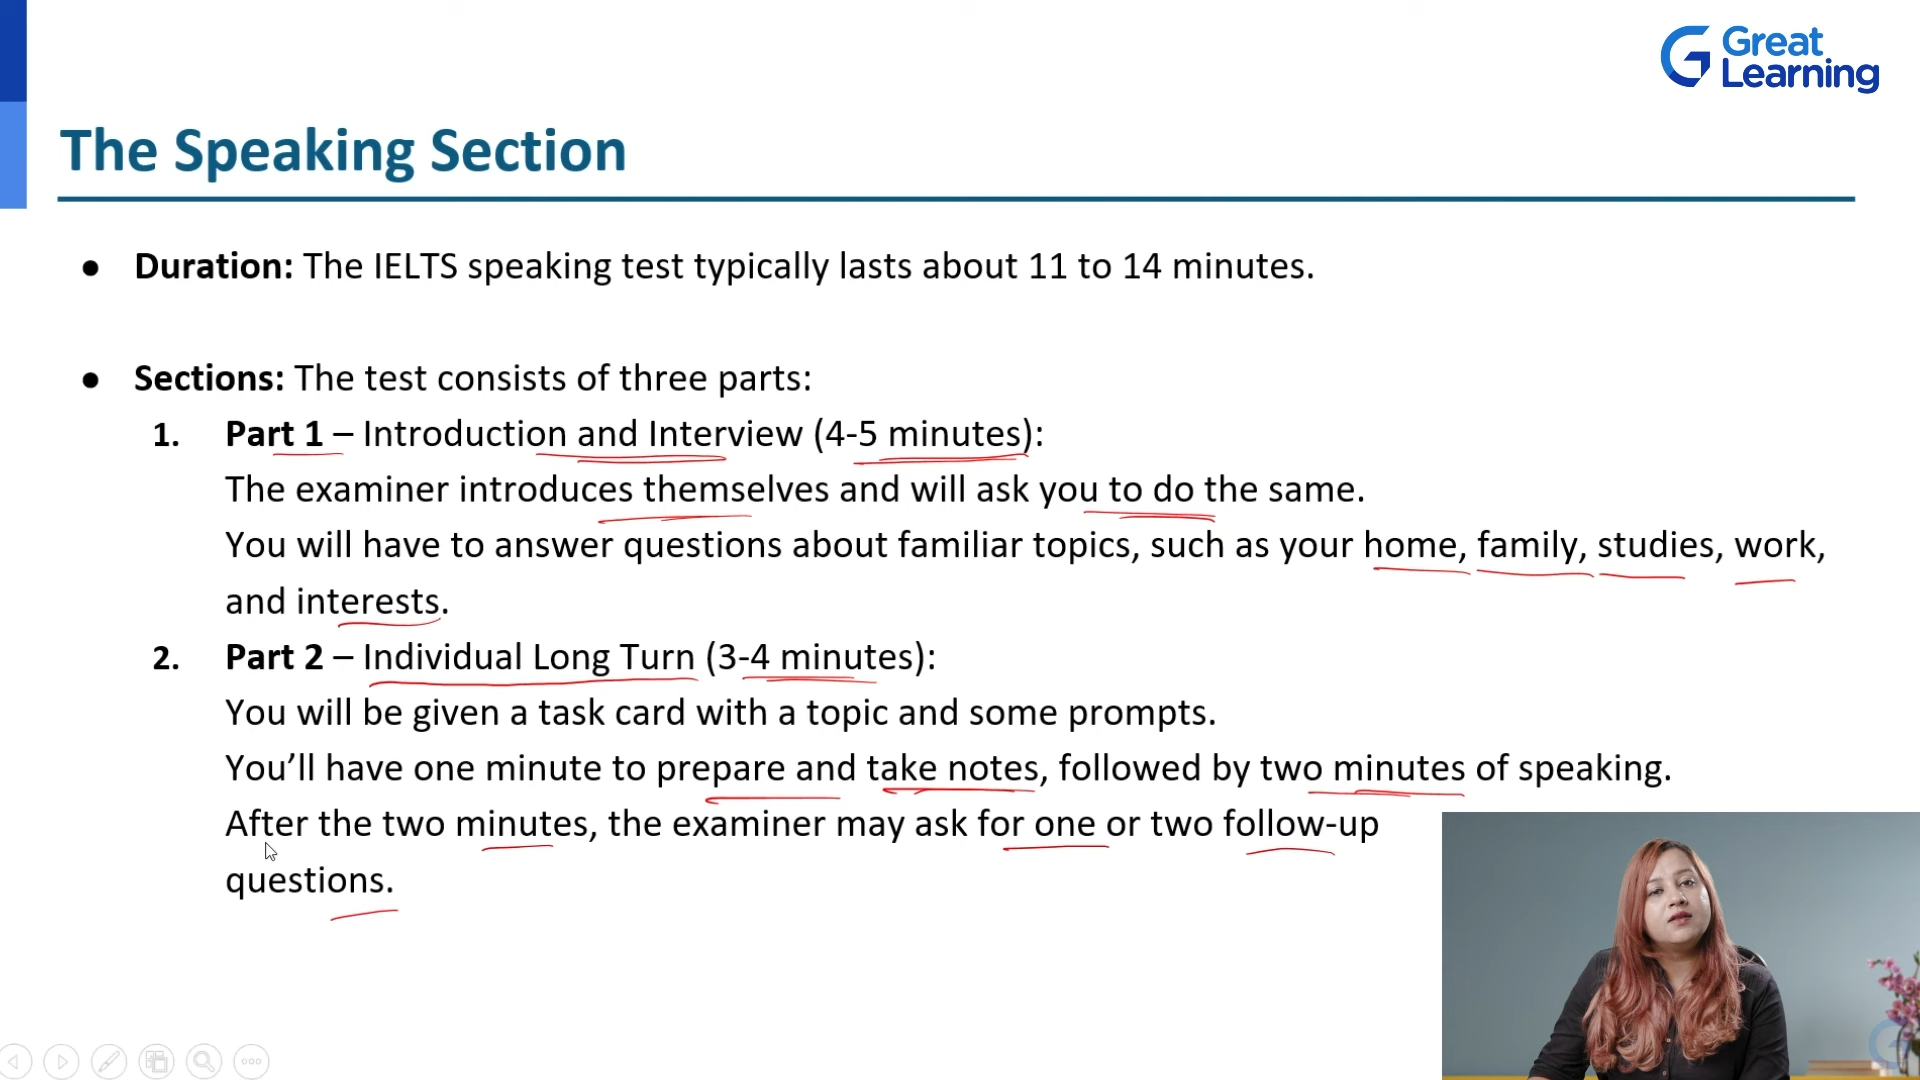 Great
Learning
The Speaking Section
● Duration: The IELTS speaking test typically lasts about 11 to 14 minutes.
● Sections: The test consists of three parts:
1. Part 1 – Introduction and Interview (4-5 minutes):
The examiner introduces themselves and will ask you to do the same.
You will have to answer questions about familiar topics, such as your home, family, studies, work,
and interests.
2. Part 2 – Individual Long Turn (3-4 minutes):
You will be given a task card with a topic and some prompts.
You’ll have one minute to prepare and take notes, followed by two minutes of speaking.
After the two minutes, the examiner may ask for one or two follow-up
questions.